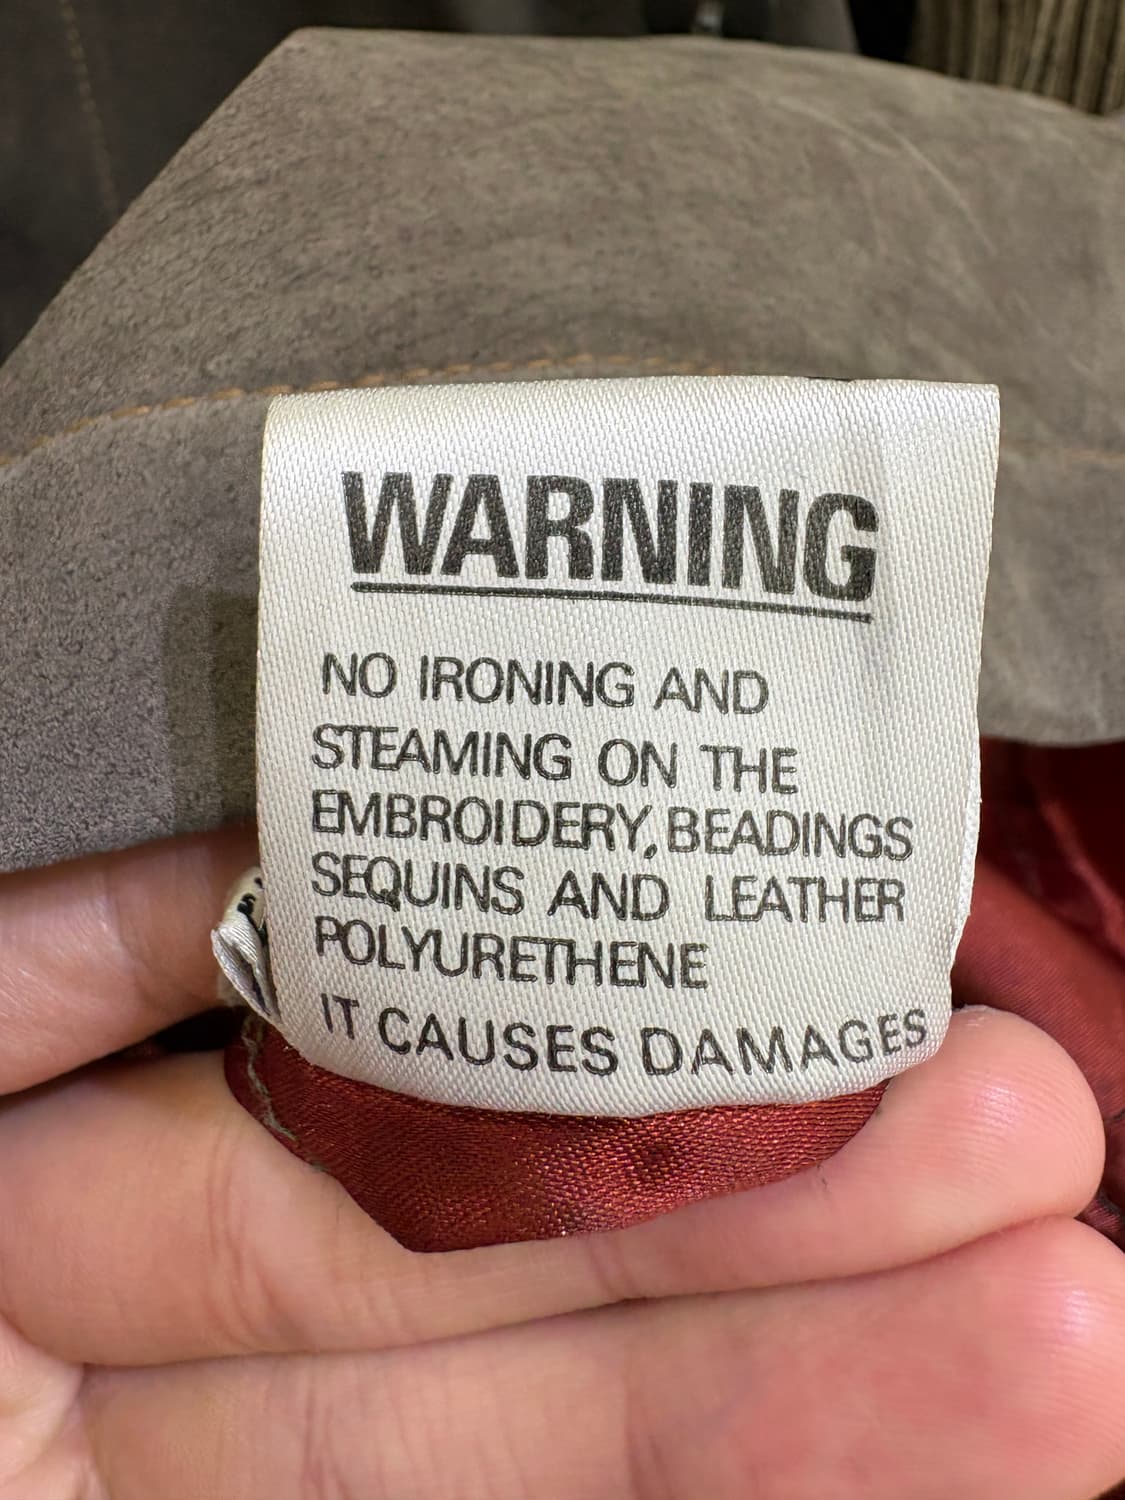 WARNING
NO IRONING AND
STEAMING ON THE
EMBROIDERY, BEADINGS
SEQUINS AND LEATHER
POLYURETHENE
IT CAUSES DAMAGES